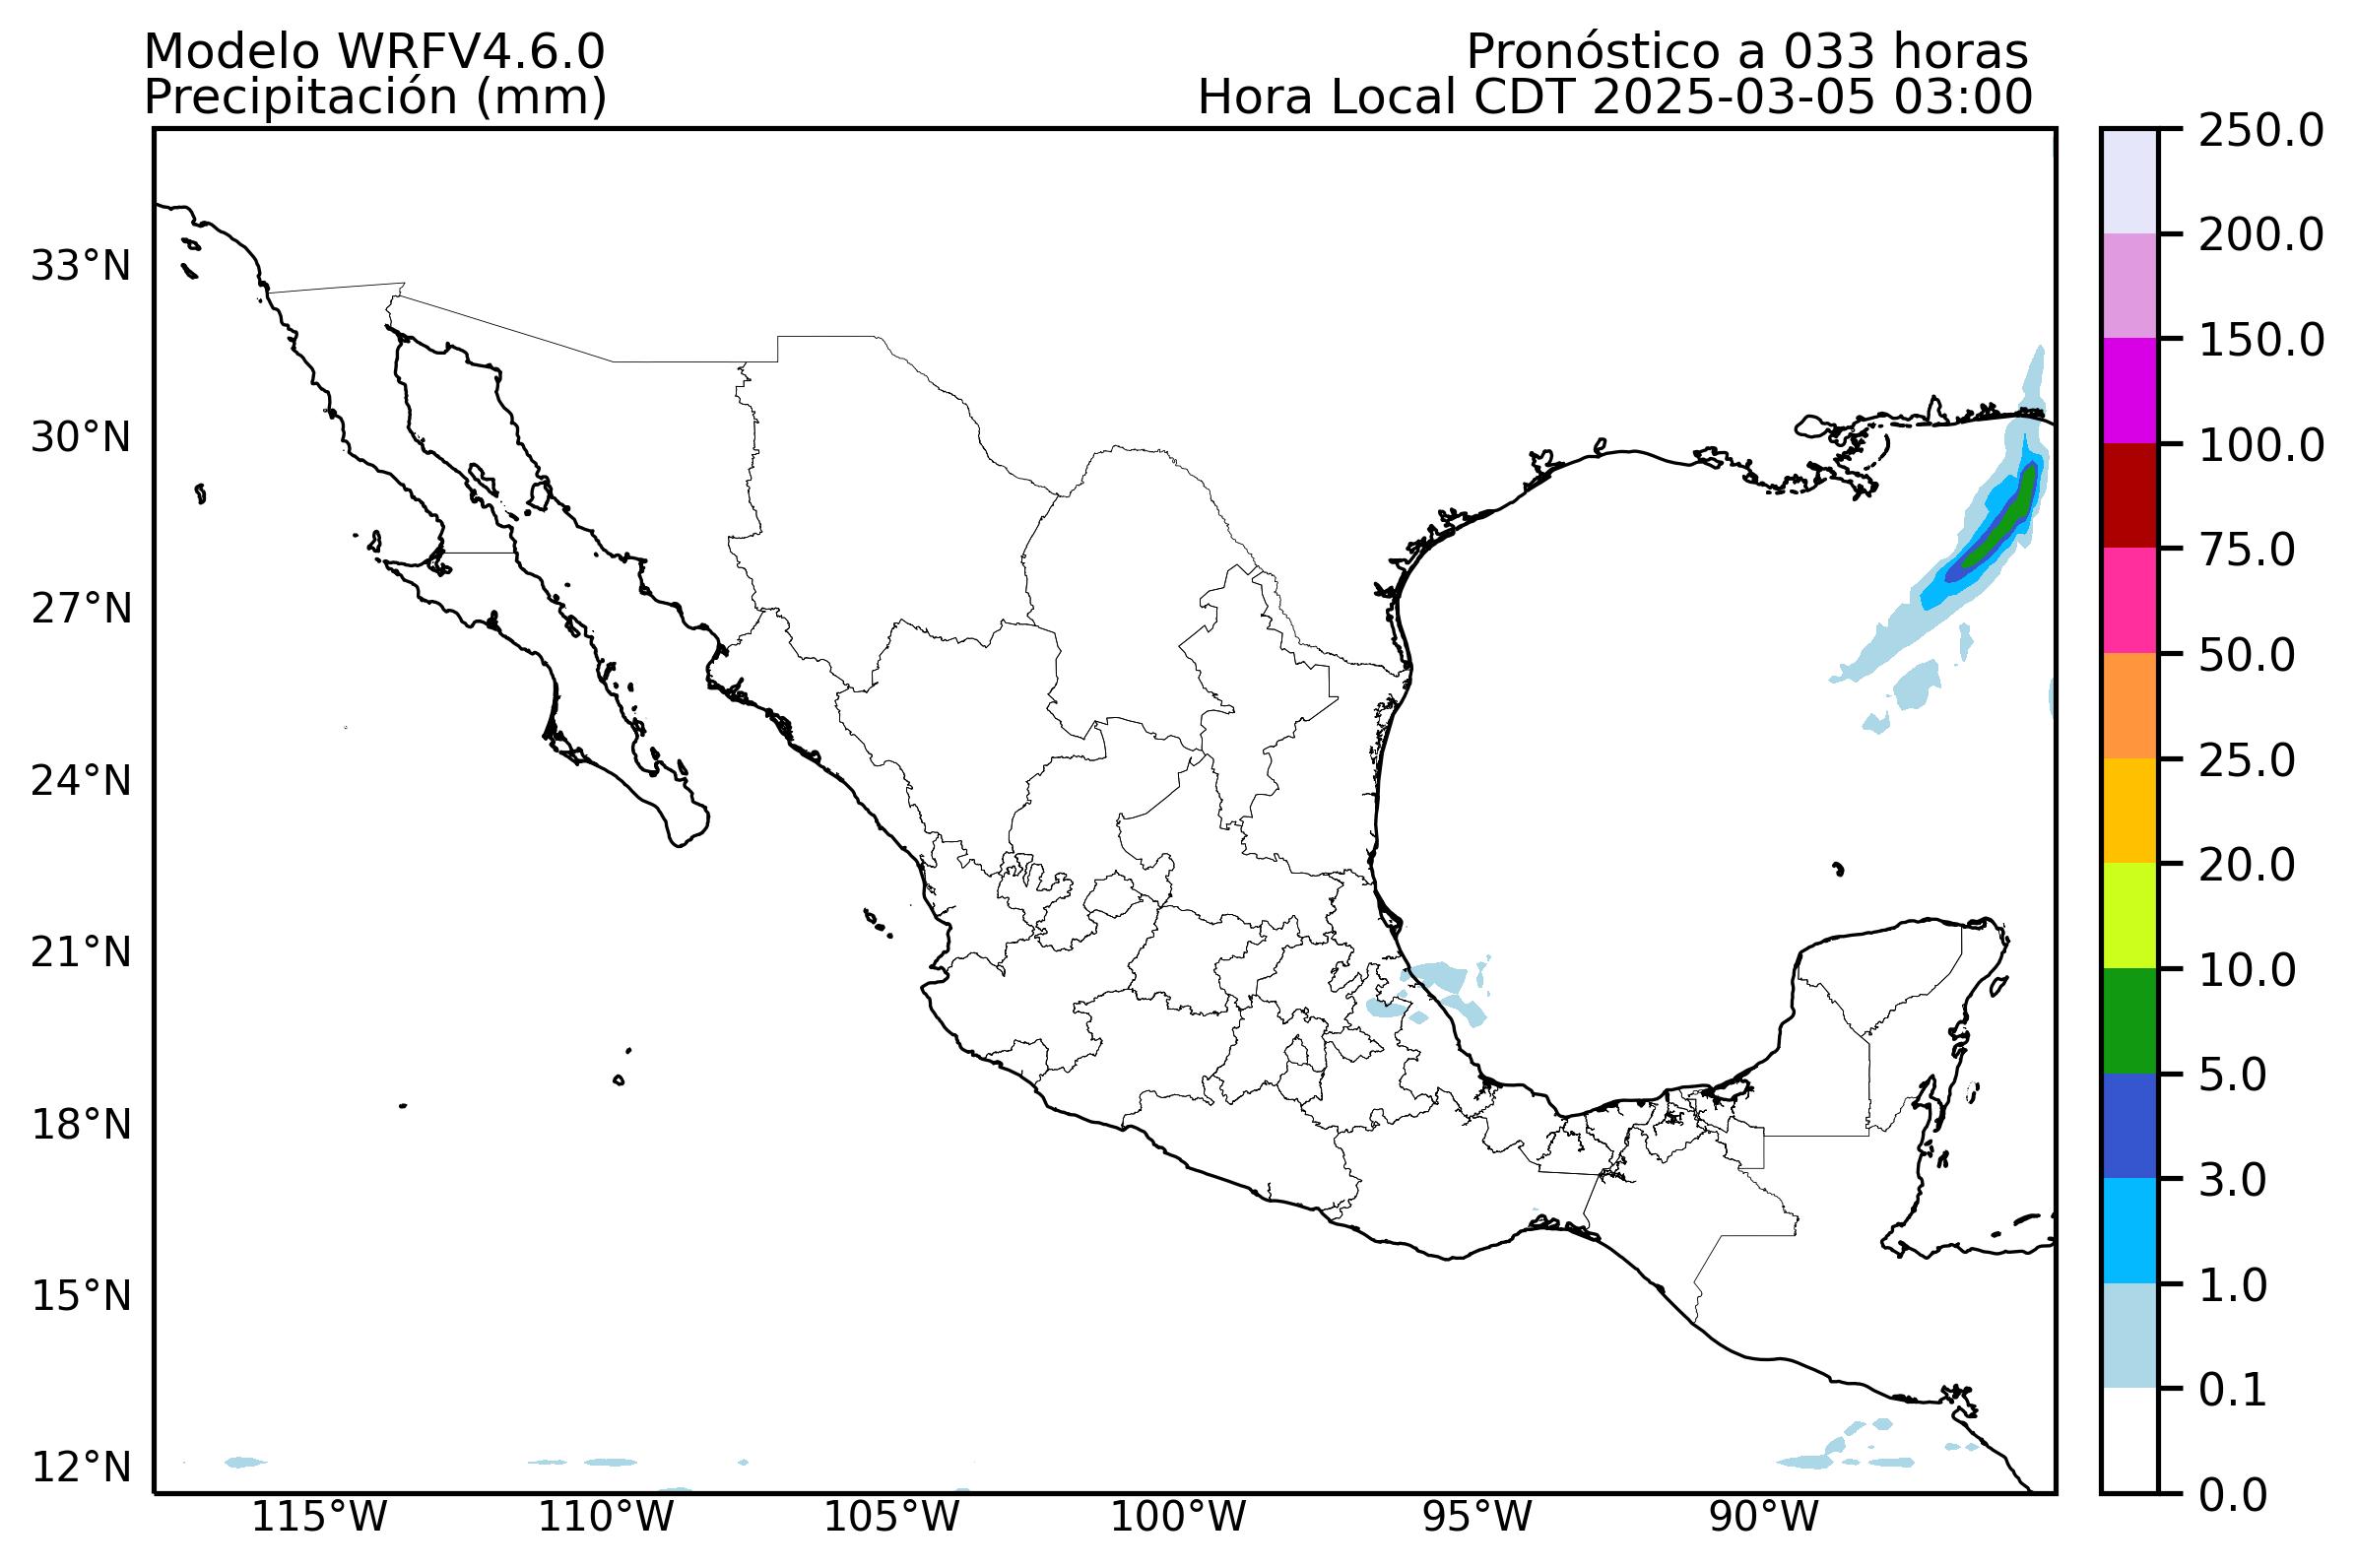 Modelo WRFV4.6.0
Precipitación (mm)
Pronóstico a 033 horas
Hora Local CDT 2025-03-05 03:00
33°N
30°N
27°N
24°N
21°N
18°N
15°N
12°N
115°W
110°W
105°W
100°W
95°W
90°W
250.0
200.0
150.0
100.0
75.0
50.0
25.0
20.0
10.0
5.0
3.0
1.0
0.1
0.0